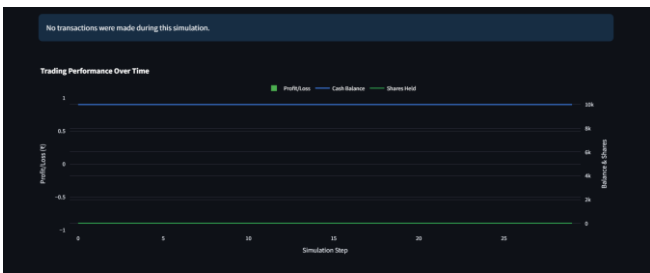 No transactions were made during this simulation.
Trading Performance Over Time
Profit/Loss Cash Balance Shares Held
1
0.5
0
−0.5
−1
Profit/Loss (₹)
10k
8k
6k
4k
2k
0
Balance & Shares
0 5 10 15 20 25
Simulation Step